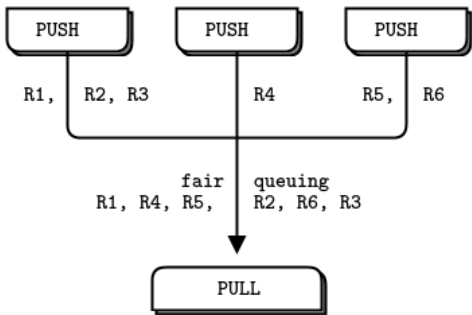 PUSH PUSH PUSH
R1, R2, R3 R4 R5, R6
fair queuing
R1, R4, R5, R2, R6, R3
PULL